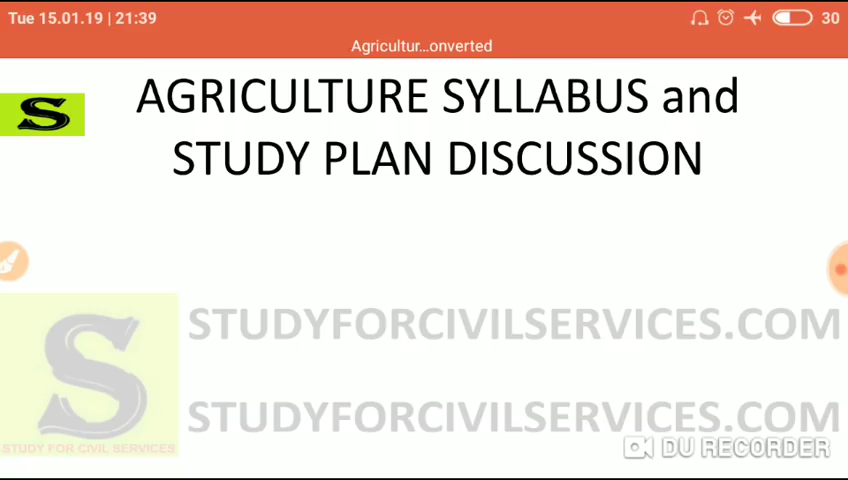 Tue 15.01.19 | 21:39
30
Agricultur...onverted
S
AGRICULTURE SYLLABUS and
STUDY PLAN DISCUSSION
STUDYFORCIVILSERVICES.COM
S
STUDYFORCIVILSERVICES.COM
STUDY FOR CIVIL SERVICES
DU RECORDER